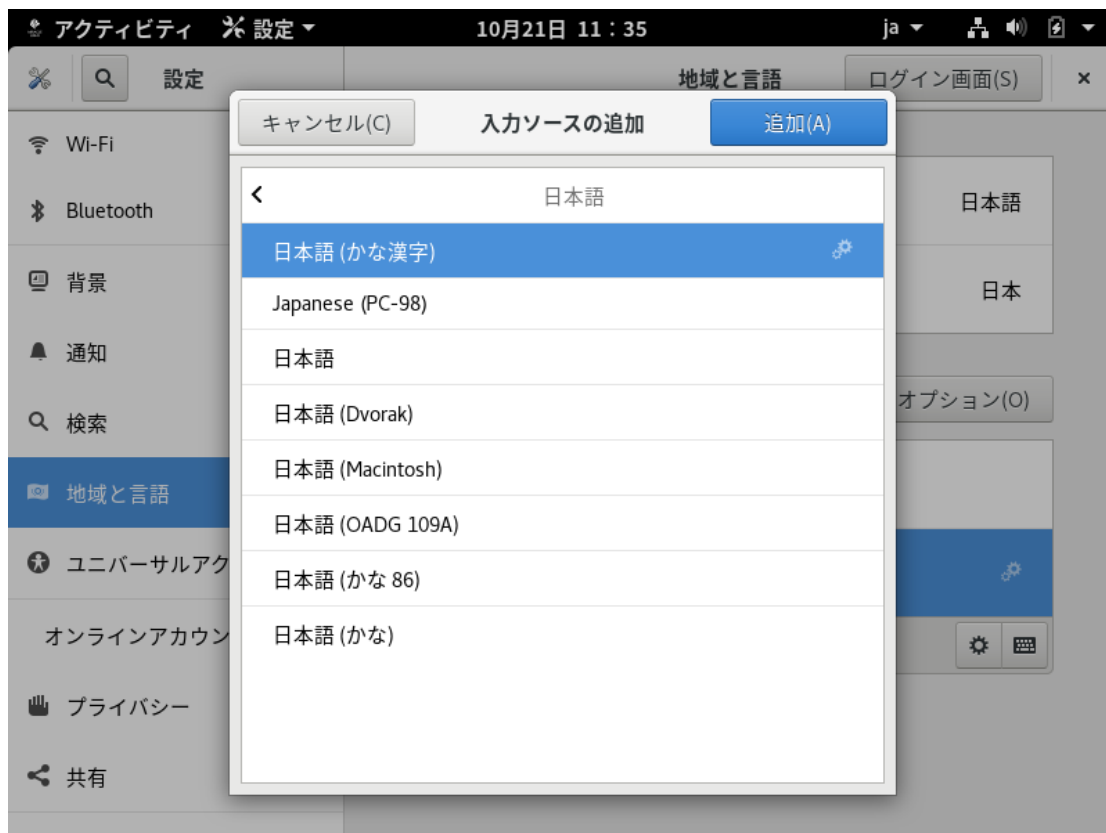 アクティビティ 設定 10月21日 11:35 ja
設定 地域と言語 ログイン画面(S)
キャンセル(C) 入力ソースの追加 追加(A)
Wi-Fi
Bluetooth
背景
通知
検索
地域と言語
ユニバーサルアク
オンラインアカウン
プライバシー
共有
日本語
日本語 (かな漢字)
Japanese (PC-98)
日本語
日本語 (Dvorak)
日本語 (Macintosh)
日本語 (OADG 109A)
日本語 (かな 86)
日本語 (かな)
日本語
日本
オプション(O)